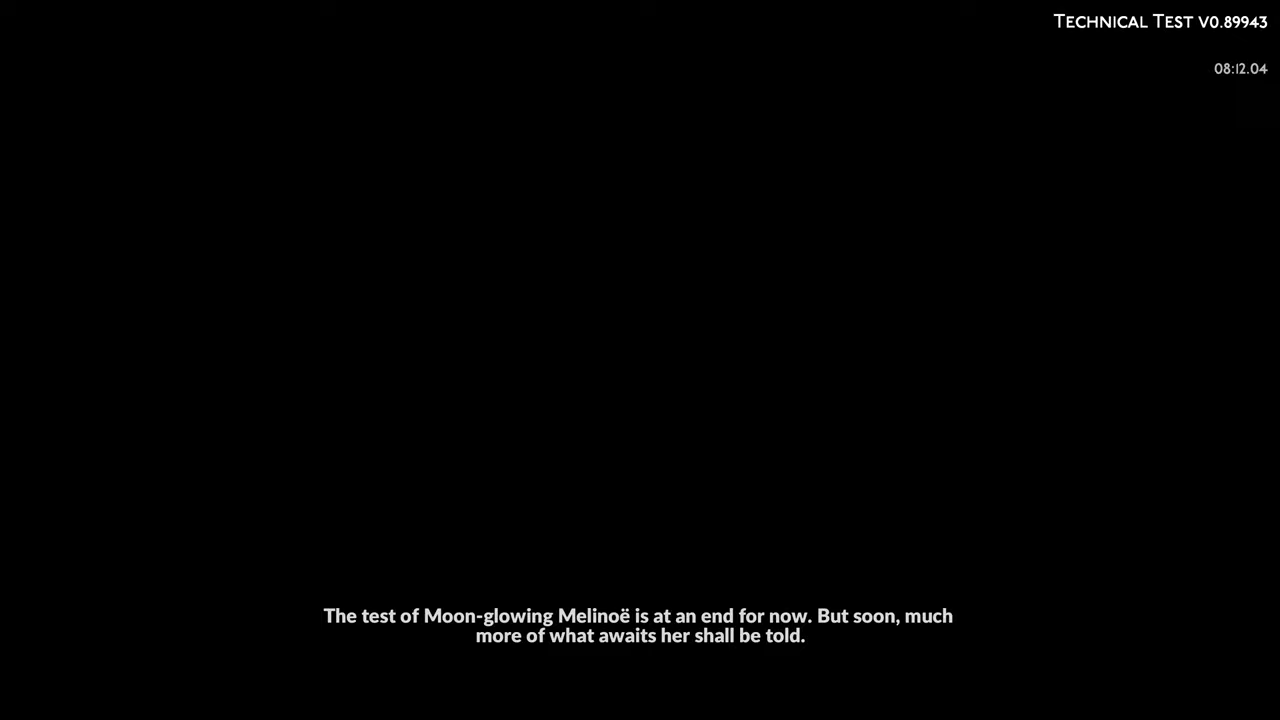 TECHNICAL TEST V0.89943
08:12.04
The test of Moon-glowing Melinoë is at an end for now. But soon, much
more of what awaits her shall be told.